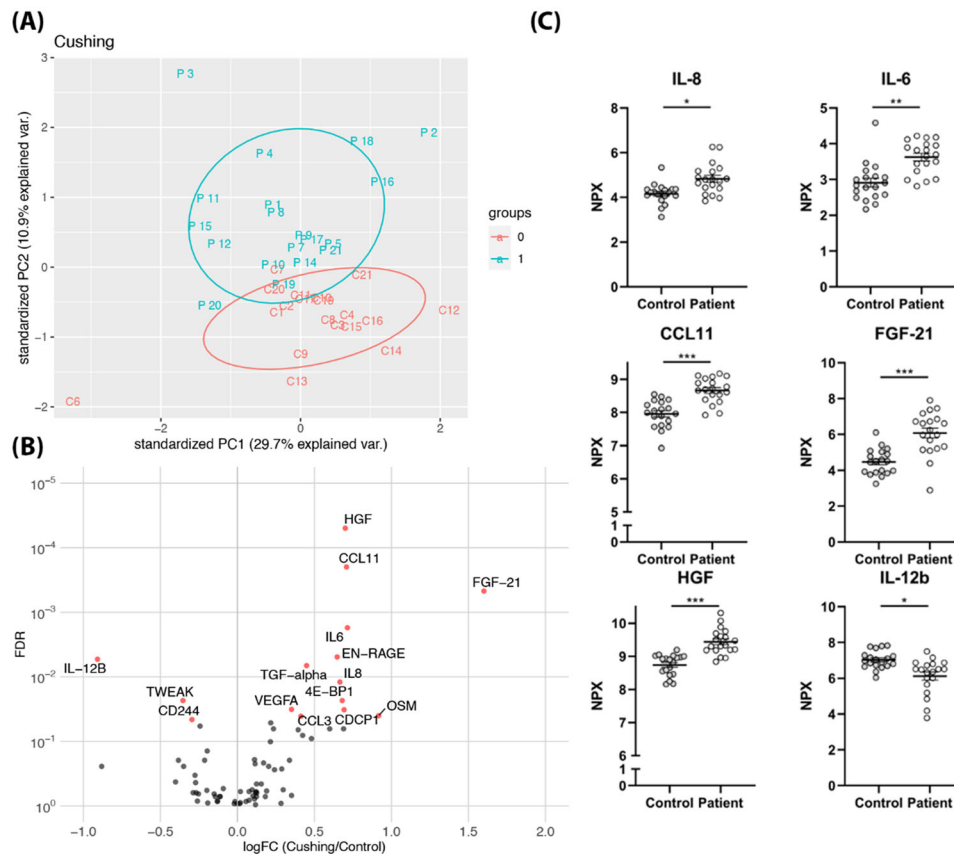 (A)
Cushing
3
2
1
0
−1
−2
−2
0
2
standardized PC2 (10.9% explained var.)
standardized PC1 (29.7% explained var.)
P 3
P 2
P 18
P 4
P 16
P 11
P 1
P 8
P 15
P 9
P 17
P 12
P 5
P 7
P 21
P 10
P 14
C7
C21
P 19
C20
P 20
C2
C1
C12
C4
C8
C3
C15
C16
C9
C14
C13
C6
groups
a 0
a 1
(B)
10⁻⁵
10⁻⁴
10⁻³
10⁻²
10⁻¹
10⁰
FDR
HGF
CCL11
FGF−21
IL6
EN−RAGE
IL−12B
TGF−alpha
IL8
4E−BP1
TWEAK
OSM
VEGFA
CD244
CCL3
CDCP1
−1.0
−0.5
0.0
0.5
1.0
1.5
2.0
logFC (Cushing/Control)
(C)
IL-8
*
8
6
4
2
0
NPX
Control Patient
IL-6
**
5
4
3
2
1
0
NPX
Control Patient
CCL11
***
9
8
7
6
5
1
0
NPX
Control Patient
FGF-21
***
10
8
6
4
2
0
NPX
Control Patient
HGF
***
10
9
8
7
6
1
0
NPX
Control Patient
IL-12b
*
10
8
6
4
2
0
NPX
Control Patient